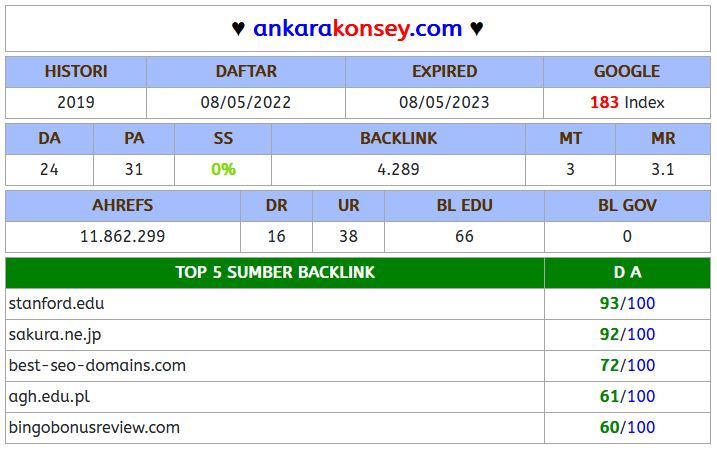 ♥ ankarakonsey.com ♥
HISTORI DAFTAR EXPIRED GOOGLE
2019 08/05/2022 08/05/2023 183 Index
DA PA SS BACKLINK MT MR
24 31 0% 4.289 3 3.1
AHREFS DR UR BL EDU BL GOV
11.862.299 16 38 66 0
TOP 5 SUMBER BACKLINK D A
stanford.edu 93/100
sakura.ne.jp 92/100
best-seo-domains.com 72/100
agh.edu.pl 61/100
bingobonusreview.com 60/100